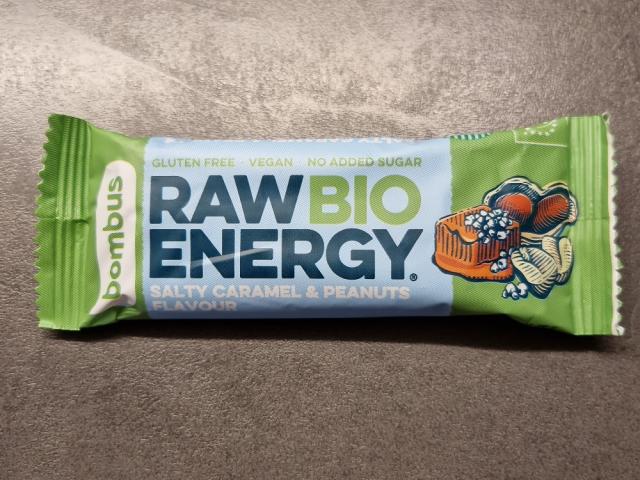 bombus
GLUTEN FREE · VEGAN · NO ADDED SUGAR
RAW BIO
ENERGY®
SALTY CARAMEL & PEANUTS
FLAVOUR